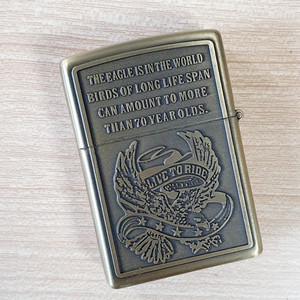 THE EAGLE IS IN THE WORLD
BIRDS OF LONG LIFE SPAN
CAN AMOUNT TO MORE
THAN 70 YEAR OLDS.
LIVE TO RIDE